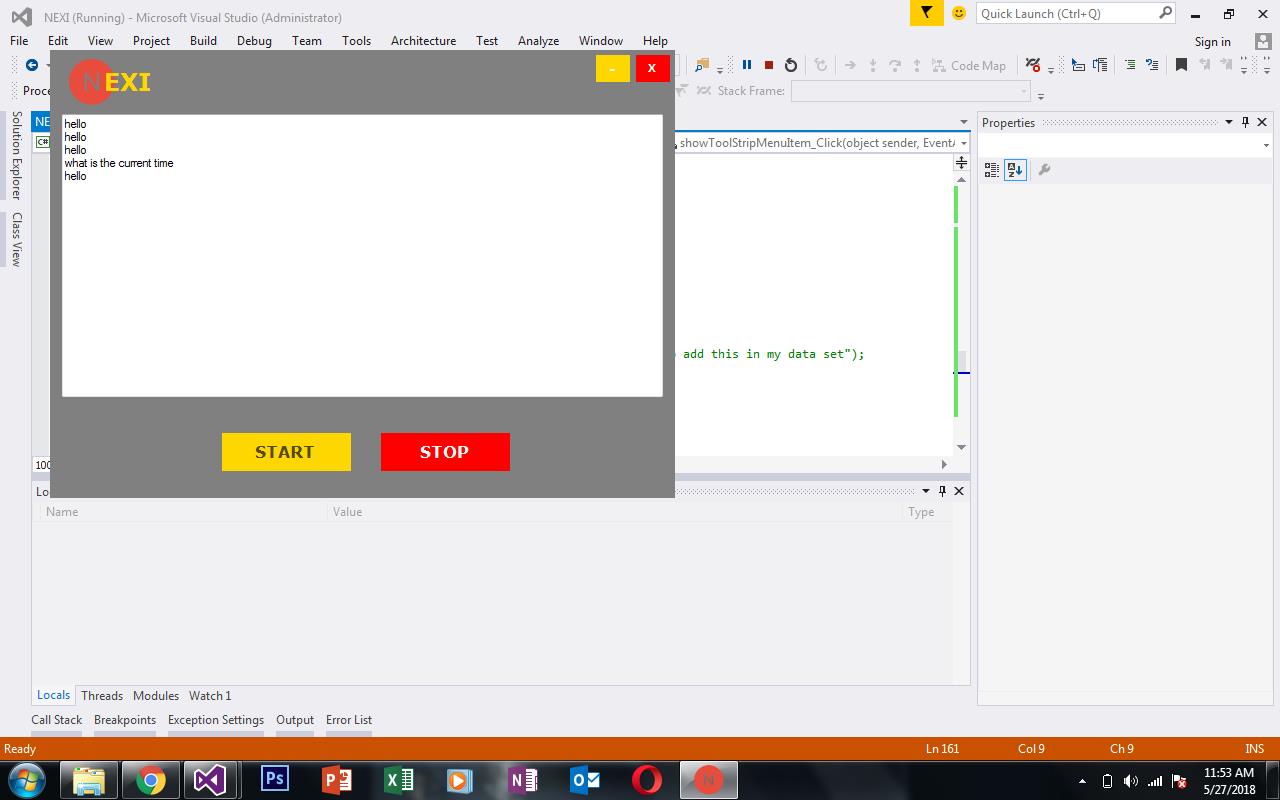 NEXI (Running) - Microsoft Visual Studio (Administrator)
Quick Launch (Ctrl+Q)
File Edit View Project Build Debug Team Tools Architecture Test Analyze Window Help
Sign in
NEXI
- X
Code Map
Stack Frame:
Solution Explorer
Class View
NE
C#
showToolStripMenuItem_Click(object sender, Event
Properties
hello
hello
hello
what is the current time
hello
add this in my data set");
START STOP
100
Lo
Name Value Type
Locals Threads Modules Watch 1
Call Stack Breakpoints Exception Settings Output Error List
Ready Ln 161 Col 9 Ch 9 INS
Ps
N
11:53 AM
5/27/2018